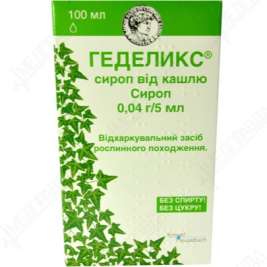 100 мл
ГЕДЕЛИКС®
сироп від кашлю
Сироп
0,04 г/5 мл
Відхаркувальний засіб
рослинного походження.
БЕЗ СПИРТУ!
БЕЗ ЦУКРУ!